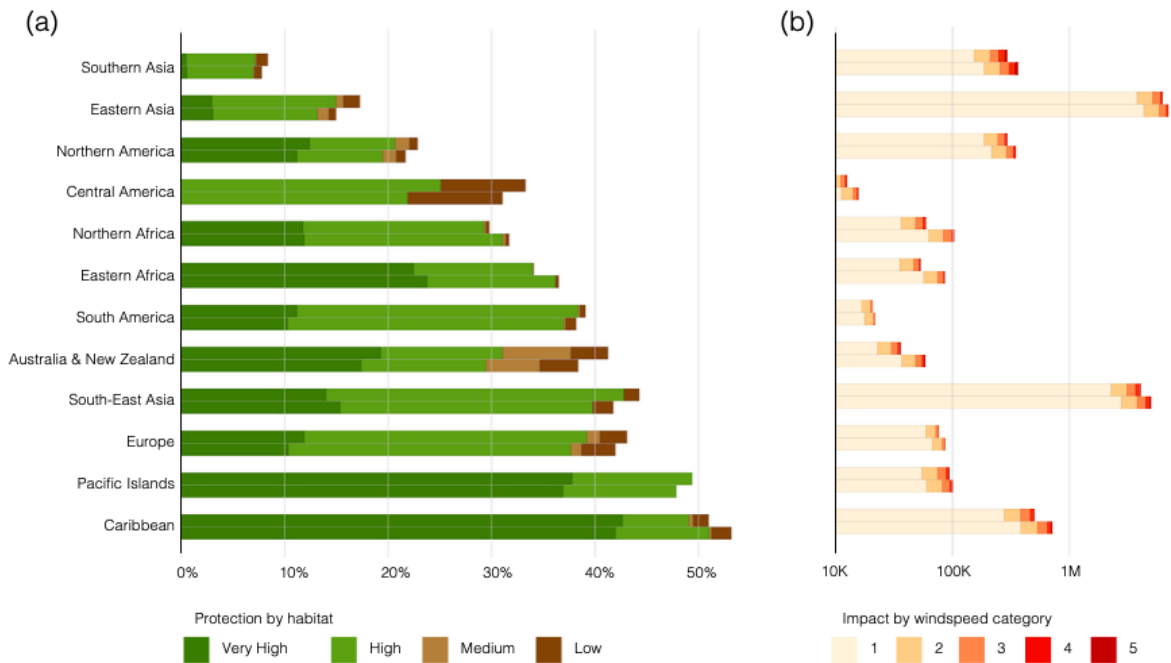 (a)
(b)
Southern Asia
Eastern Asia
Northern America
Central America
Northern Africa
Eastern Africa
South America
Australia & New Zealand
South-East Asia
Europe
Pacific Islands
Caribbean
0% 10% 20% 30% 40% 50%
10K 100K 1M
Protection by habitat
Very High High Medium Low
Impact by windspeed category
1 2 3 4 5